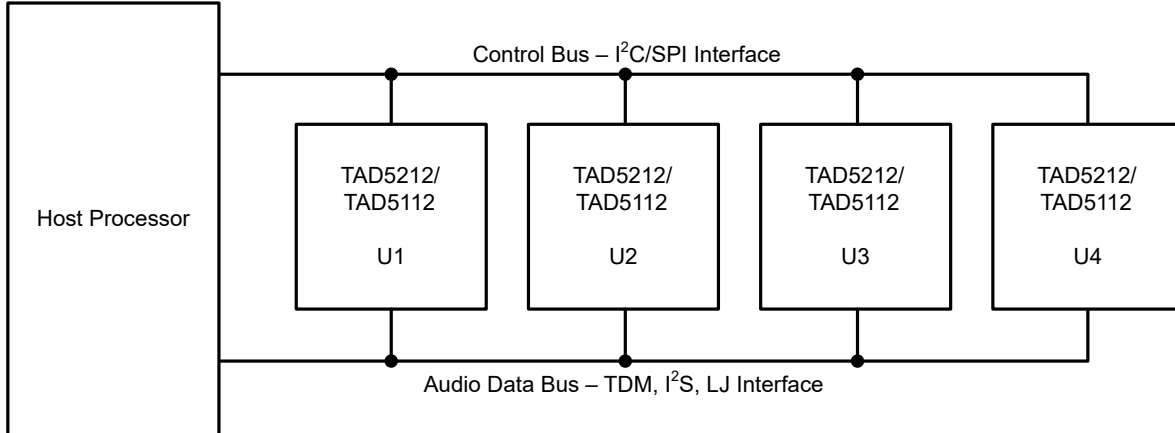 Control Bus – I²C/SPI Interface
Host Processor
TAD5212/
TAD5112
U1
TAD5212/
TAD5112
U2
TAD5212/
TAD5112
U3
TAD5212/
TAD5112
U4
Audio Data Bus – TDM, I²S, LJ Interface